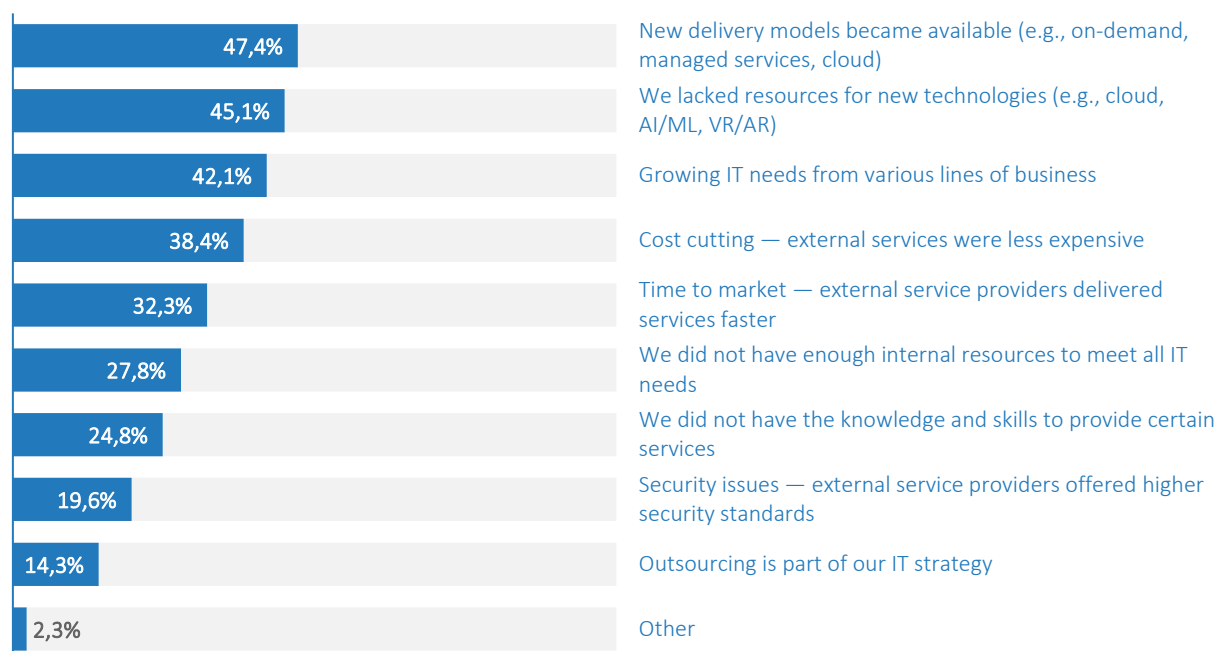 47,4%
New delivery models became available (e.g., on-demand,
managed services, cloud)
45,1%
We lacked resources for new technologies (e.g., cloud,
AI/ML, VR/AR)
42,1%
Growing IT needs from various lines of business
38,4%
Cost cutting — external services were less expensive
32,3%
Time to market — external service providers delivered
services faster
27,8%
We did not have enough internal resources to meet all IT
needs
24,8%
We did not have the knowledge and skills to provide certain
services
19,6%
Security issues — external service providers offered higher
security standards
14,3%
Outsourcing is part of our IT strategy
2,3%
Other